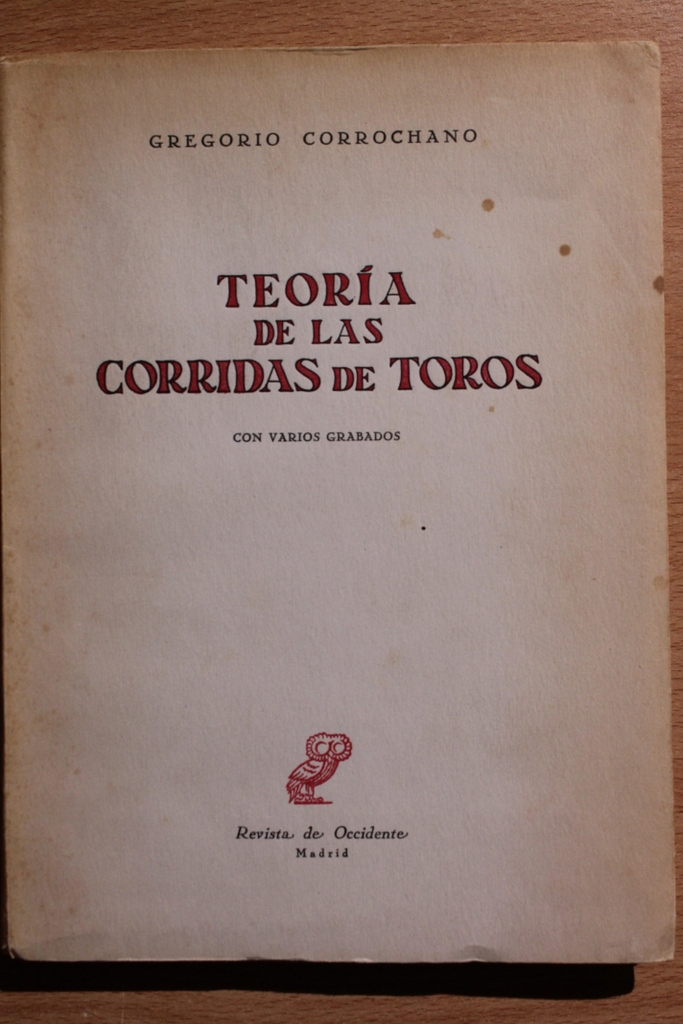 GREGORIO CORROCHANO
TEORÍA
DE LAS
CORRIDAS DE TOROS
CON VARIOS GRABADOS
Revista de Occidente
Madrid